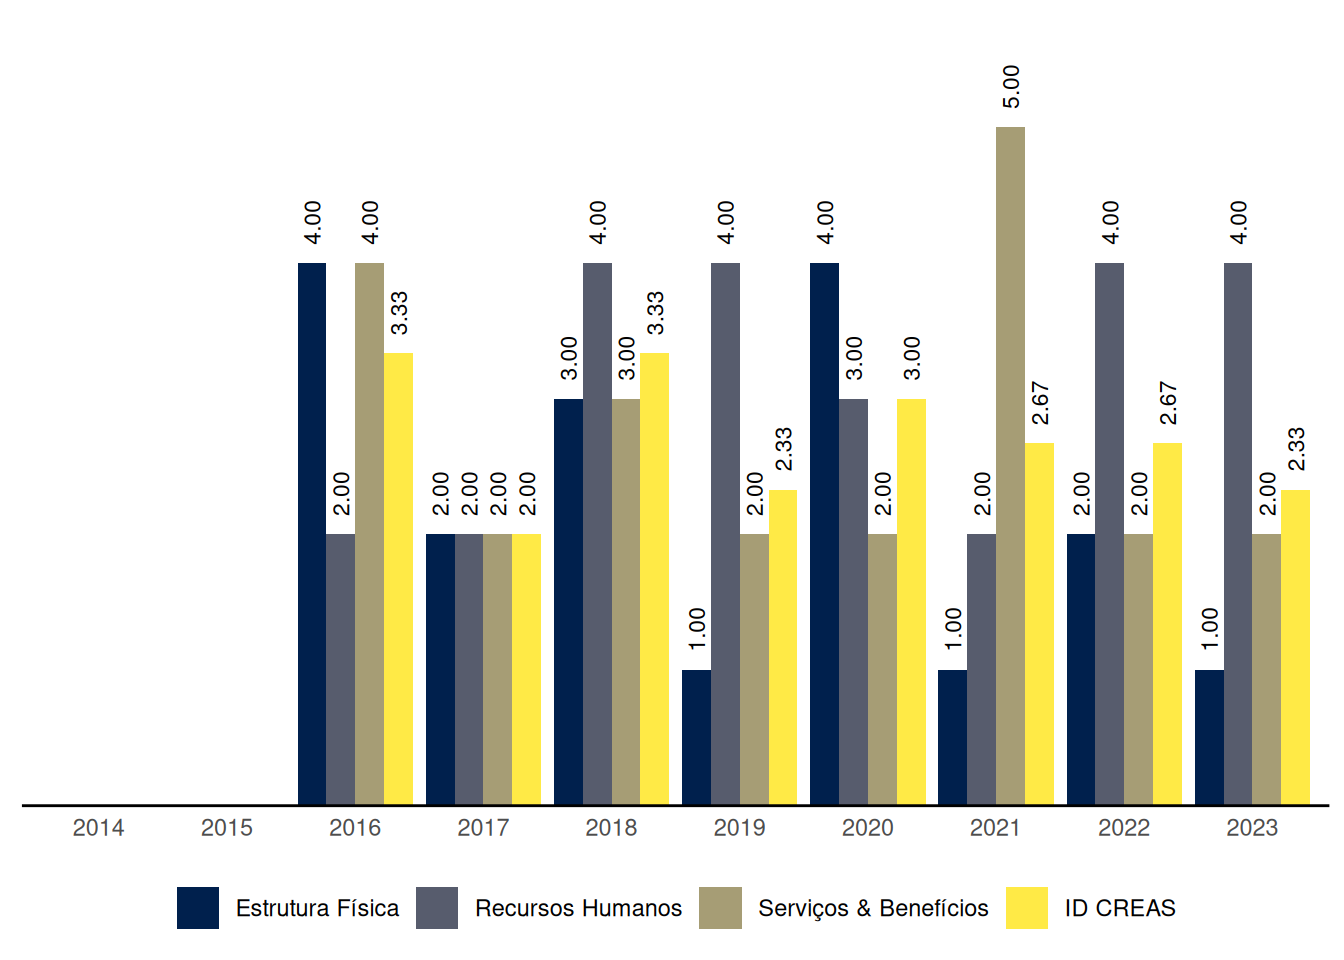 5.00
4.00 4.00 4.00 4.00 4.00 4.00 4.00
3.33 3.33
3.00 3.00 3.00 3.00
2.67 2.67
2.33 2.33
2.00 2.00 2.00 2.00 2.00 2.00 2.00 2.00 2.00 2.00 2.00
1.00 1.00 1.00
2014 2015 2016 2017 2018 2019 2020 2021 2022 2023
Estrutura Física Recursos Humanos Serviços & Benefícios ID CREAS